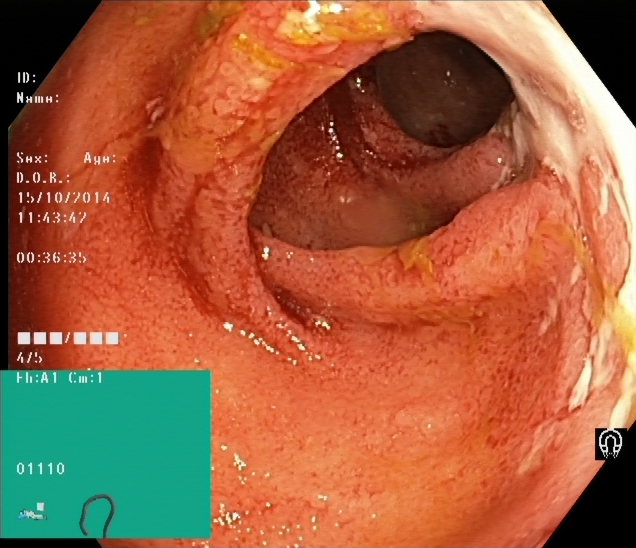 ID:
Name:
Sex: Age:
D.O.B.:
15/10/2014
11:43:42
00:36:35
■■■/■■■
4/5
Eh:A1 Cm:1
01110